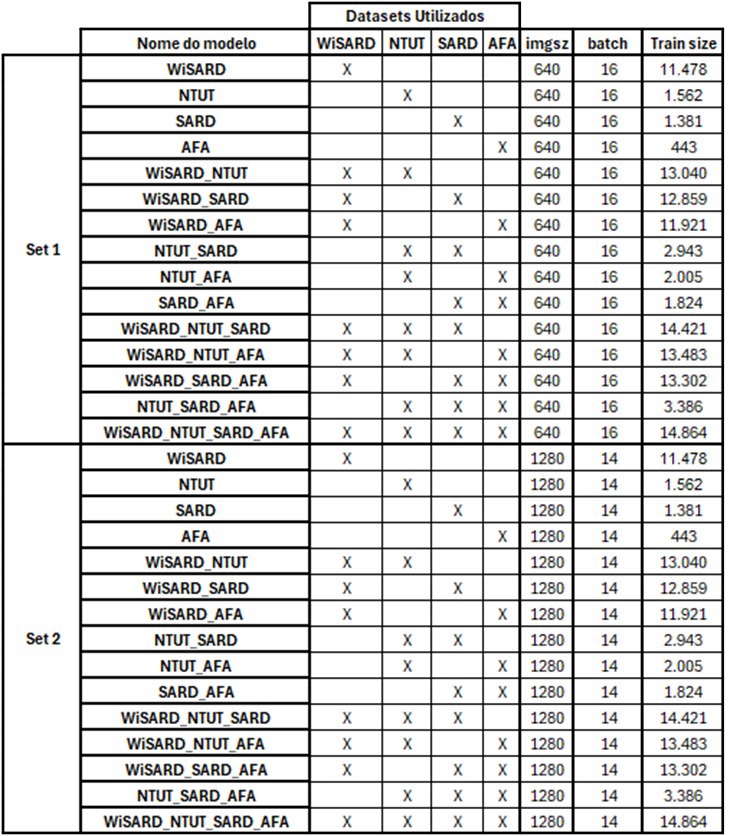 Datasets Utilizados
Nome do modelo WiSARD NTUT SARD AFA imgsz batch Train size
Set 1
WiSARD X 640 16 11.478
NTUT X 640 16 1.562
SARD X 640 16 1.381
AFA X 640 16 443
WiSARD_NTUT X X 640 16 13.040
WiSARD_SARD X X 640 16 12.859
WiSARD_AFA X X 640 16 11.921
NTUT_SARD X X 640 16 2.943
NTUT_AFA X X 640 16 2.005
SARD_AFA X X 640 16 1.824
WiSARD_NTUT_SARD X X X 640 16 14.421
WiSARD_NTUT_AFA X X X 640 16 13.483
WiSARD_SARD_AFA X X X 640 16 13.302
NTUT_SARD_AFA X X X 640 16 3.386
WiSARD_NTUT_SARD_AFA X X X X 640 16 14.864
Set 2
WiSARD X 1280 14 11.478
NTUT X 1280 14 1.562
SARD X 1280 14 1.381
AFA X 1280 14 443
WiSARD_NTUT X X 1280 14 13.040
WiSARD_SARD X X 1280 14 12.859
WiSARD_AFA X X 1280 14 11.921
NTUT_SARD X X 1280 14 2.943
NTUT_AFA X X 1280 14 2.005
SARD_AFA X X 1280 14 1.824
WiSARD_NTUT_SARD X X X 1280 14 14.421
WiSARD_NTUT_AFA X X X 1280 14 13.483
WiSARD_SARD_AFA X X X 1280 14 13.302
NTUT_SARD_AFA X X X 1280 14 3.386
WiSARD_NTUT_SARD_AFA X X X X 1280 14 14.864